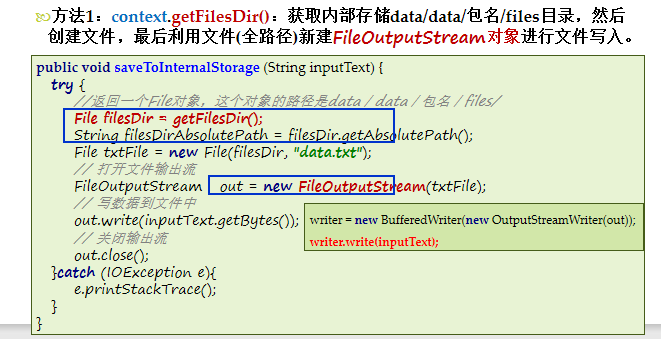 方法1：context.getFilesDir()：获取内部存储data/data/包名/files目录，然后
创建文件，最后利用文件(全路径)新建FileOutputStream对象进行文件写入。
public void saveToInternalStorage (String inputText) {
try {
//返回一个File对象，这个对象的路径是data / data / 包名 / files/
File filesDir = getFilesDir();
String filesDirAbsolutePath = filesDir.getAbsolutePath();
File txtFile = new File(filesDir, "data.txt");
// 打开文件输出流
FileOutputStream out = new FileOutputStream(txtFile);
// 写数据到文件中
out.write(inputText.getBytes());
writer = new BufferedWriter(new OutputStreamWriter(out));
writer.write(inputText);
// 关闭输出流
out.close();
}catch (IOException e){
e.printStackTrace();
}
}